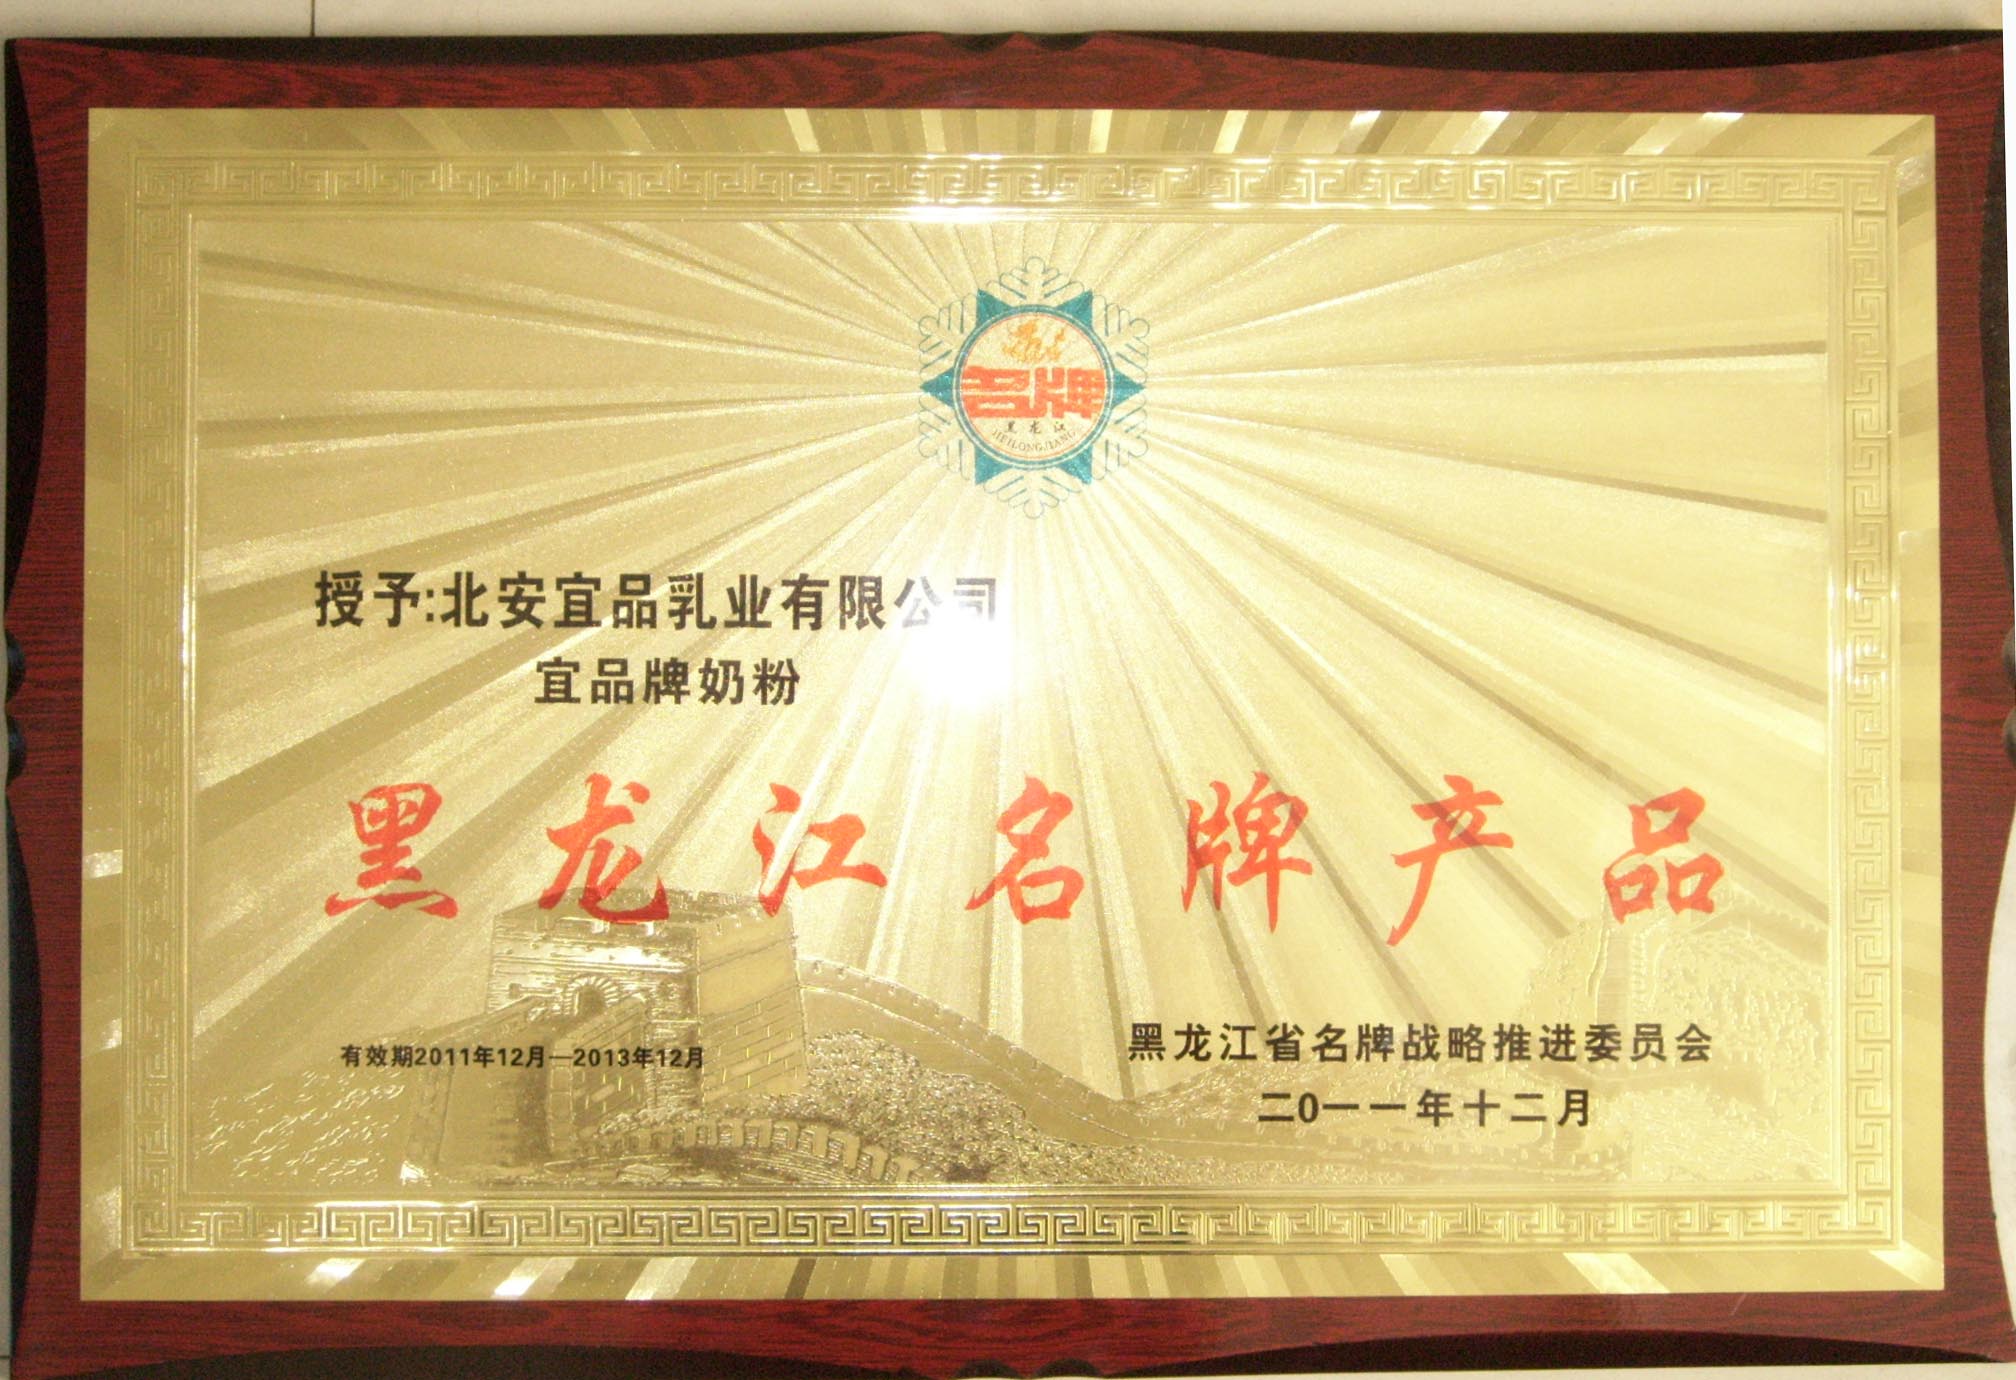 名牌
黑龙江
HEILONGJIANG
授予:北安宜品乳业有限公司
宜品牌奶粉
黑龙江名牌产品
有效期2011年12月—2013年12月
黑龙江省名牌战略推进委员会
二0一一年十二月